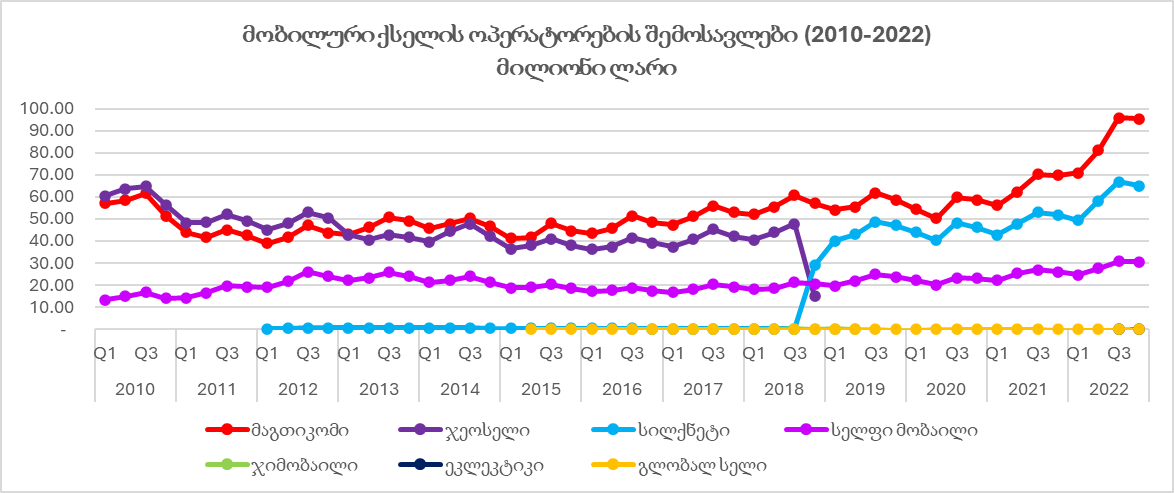 მობილური ქსელის ოპერატორების შემოსავლები (2010-2022)
მილიონი ლარი
100.00
90.00
80.00
70.00
60.00
50.00
40.00
30.00
20.00
10.00
-
Q1 Q3 Q1 Q3 Q1 Q3 Q1 Q3 Q1 Q3 Q1 Q3 Q1 Q3 Q1 Q3 Q1 Q3 Q1 Q3 Q1 Q3 Q1 Q3 Q1 Q3
2010 2011 2012 2013 2014 2015 2016 2017 2018 2019 2020 2021 2022
მაგთიკომი ჯეოსელი სილქნეტი სელფი მობაილი
ჯიმობაილი ეკლექტიკი გლობალ სელი